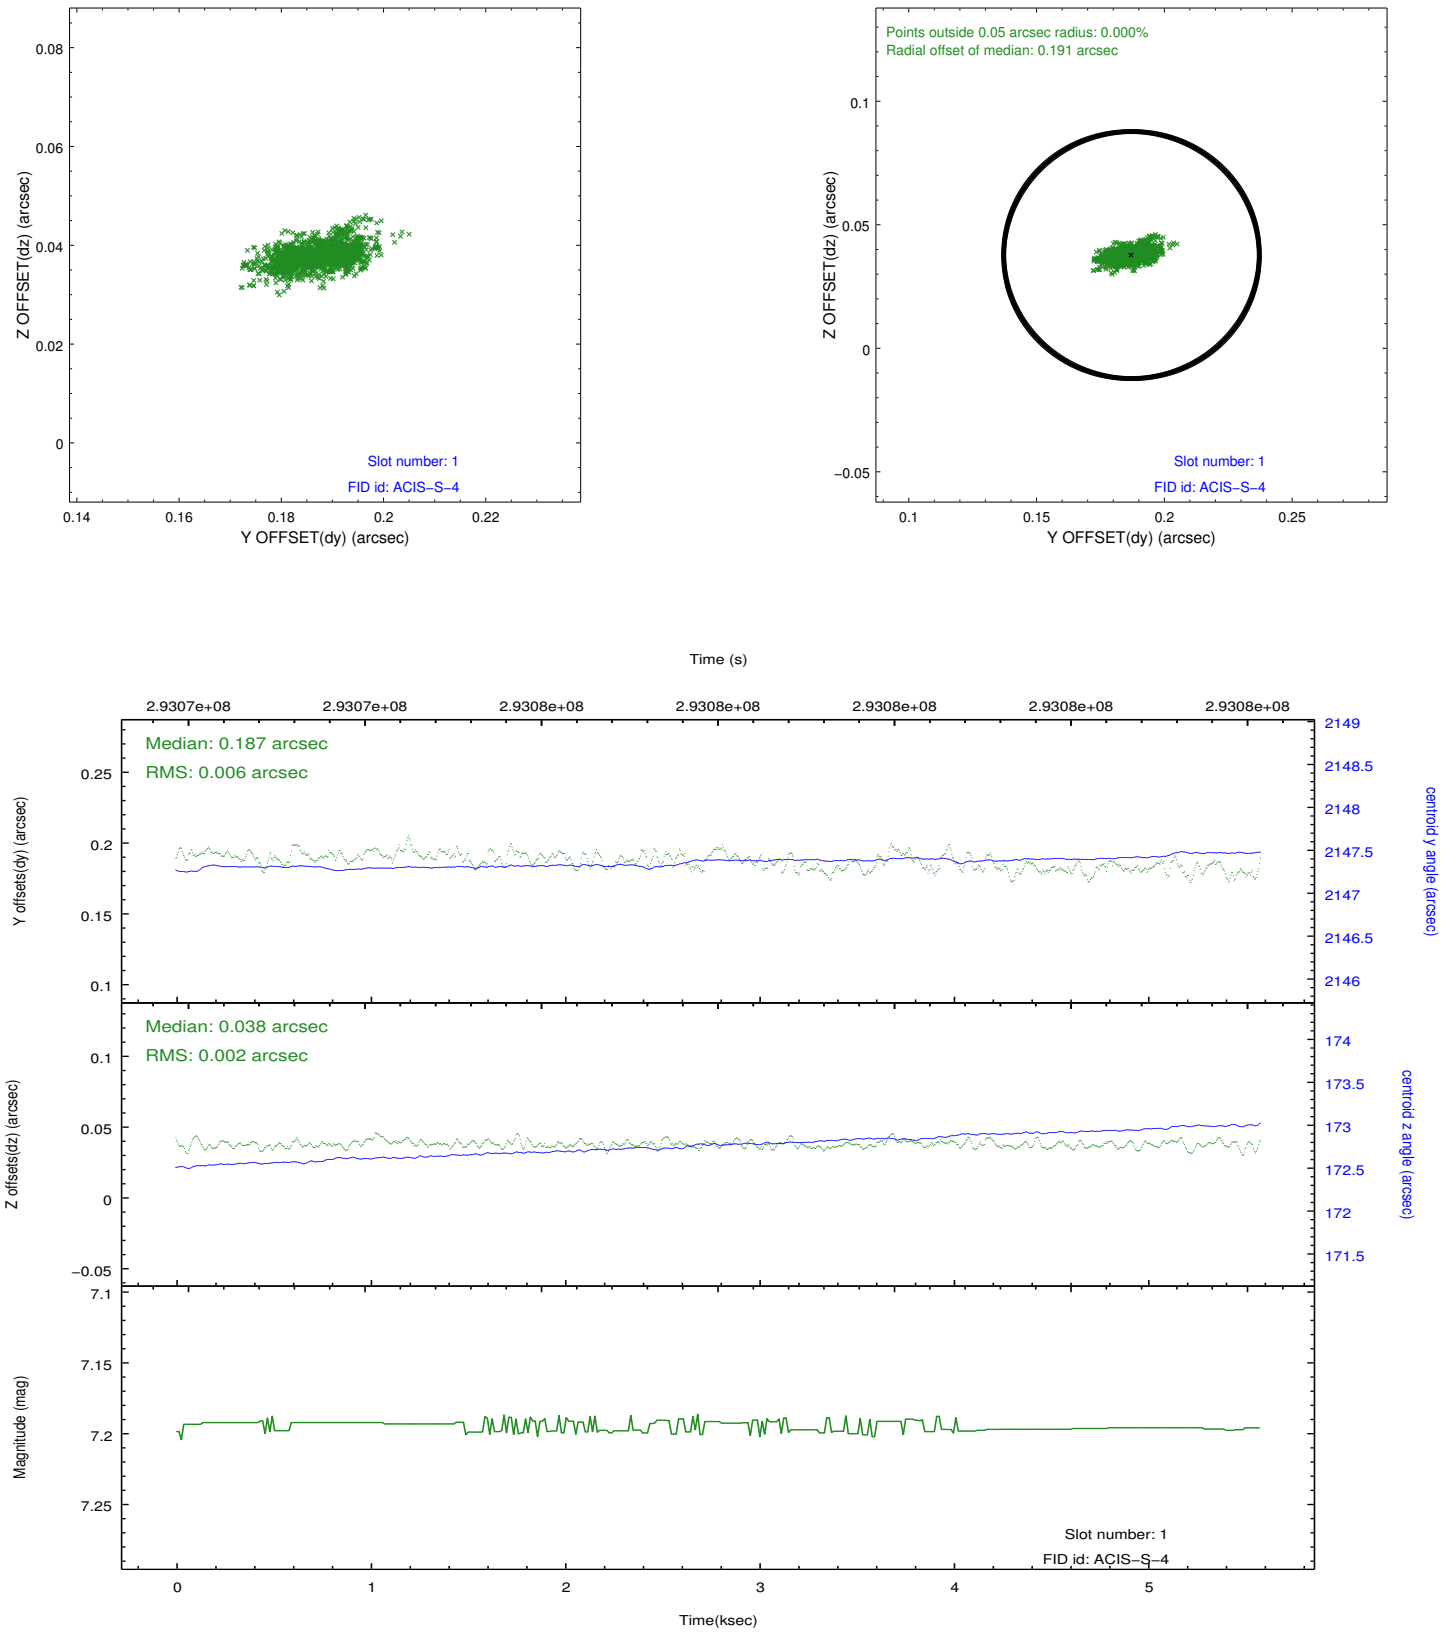 0.08
0.06
0.04
0.02
0
Z OFFSET(dz) (arcsec)
Slot number: 1
FID id: ACIS−S−4
0.14 0.16 0.18 0.2 0.22
Y OFFSET(dy) (arcsec)
Points outside 0.05 arcsec radius: 0.000%
Radial offset of median: 0.191 arcsec
0.1
0.05
0
−0.05
Z OFFSET(dz) (arcsec)
Slot number: 1
FID id: ACIS−S−4
0.1 0.15 0.2 0.25
Y OFFSET(dy) (arcsec)
Time (s)
2.9307e+08 2.9307e+08 2.9308e+08 2.9308e+08 2.9308e+08 2.9308e+08 2.9308e+08
Median: 0.187 arcsec
RMS: 0.006 arcsec
0.25
0.2
0.15
0.1
Y offsets(dy) (arcsec)
2149
2148.5
2148
2147.5
2147
2146.5
2146
centroid y angle (arcsec)
Median: 0.038 arcsec
RMS: 0.002 arcsec
0.1
0.05
0
−0.05
Z offsets(dz) (arcsec)
174
173.5
173
172.5
172
171.5
centroid z angle (arcsec)
7.1
7.15
7.2
7.25
Magnitude (mag)
Slot number: 1
FID id: ACIS−S−4
0 1 2 3 4 5
Time(ksec)